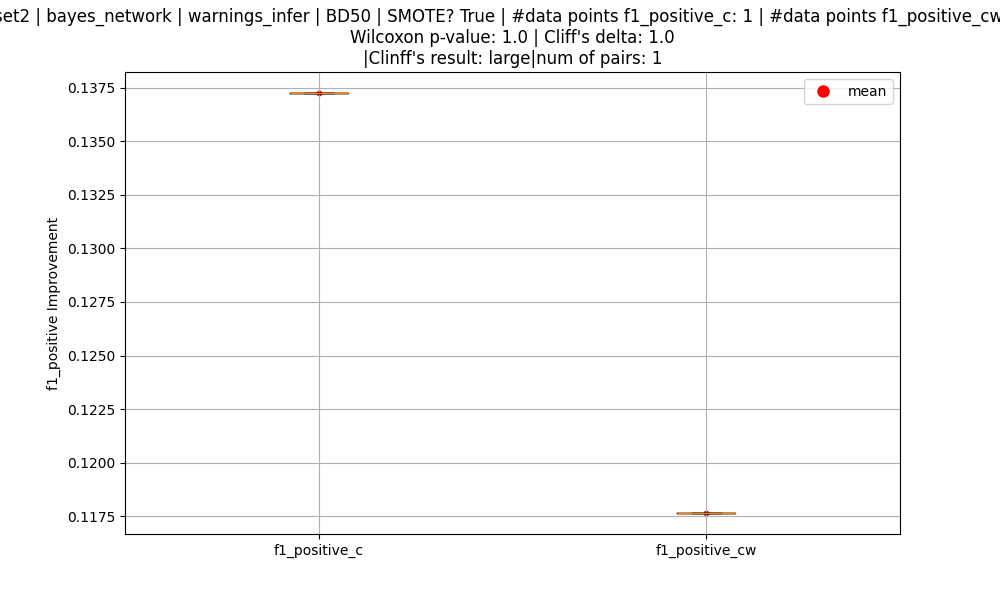 set2 | bayes_network | warnings_infer | BD50 | SMOTE? True | #data points f1_positive_c: 1 | #data points f1_positive_cw
Wilcoxon p-value: 1.0 | Cliff's delta: 1.0
|Clinff's result: large|num of pairs: 1
mean
0.1375
0.1350
0.1325
0.1300
0.1275
0.1250
0.1225
0.1200
0.1175
f1_positive Improvement
f1_positive_c
f1_positive_cw